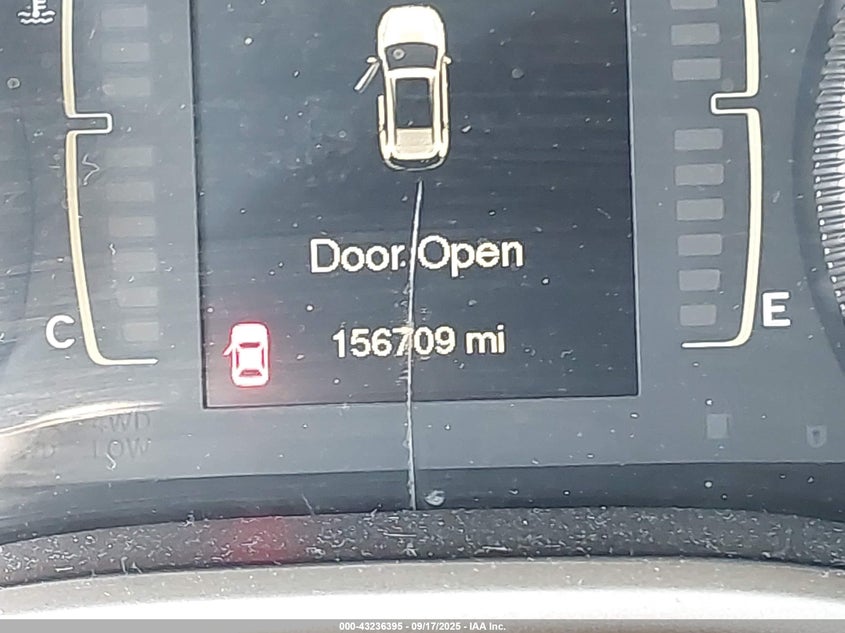 Door Open
C
E
156709 mi
4WD
LOW
000-43236395 - 09/17/2025 - IAA Inc.